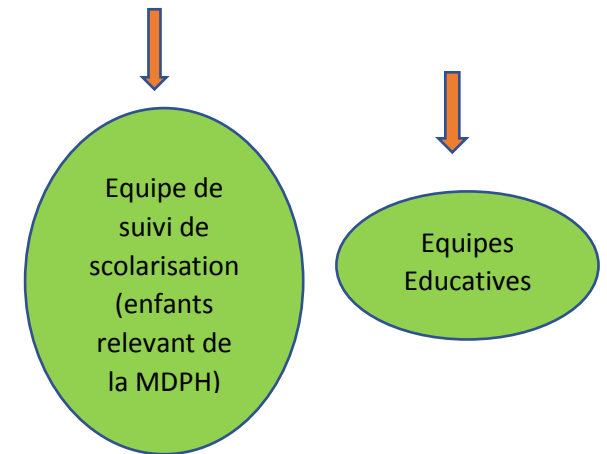 Equipe de
suivi de
scolarisation
(enfants
relevant de
la MDPH)
Equipes
Educatives